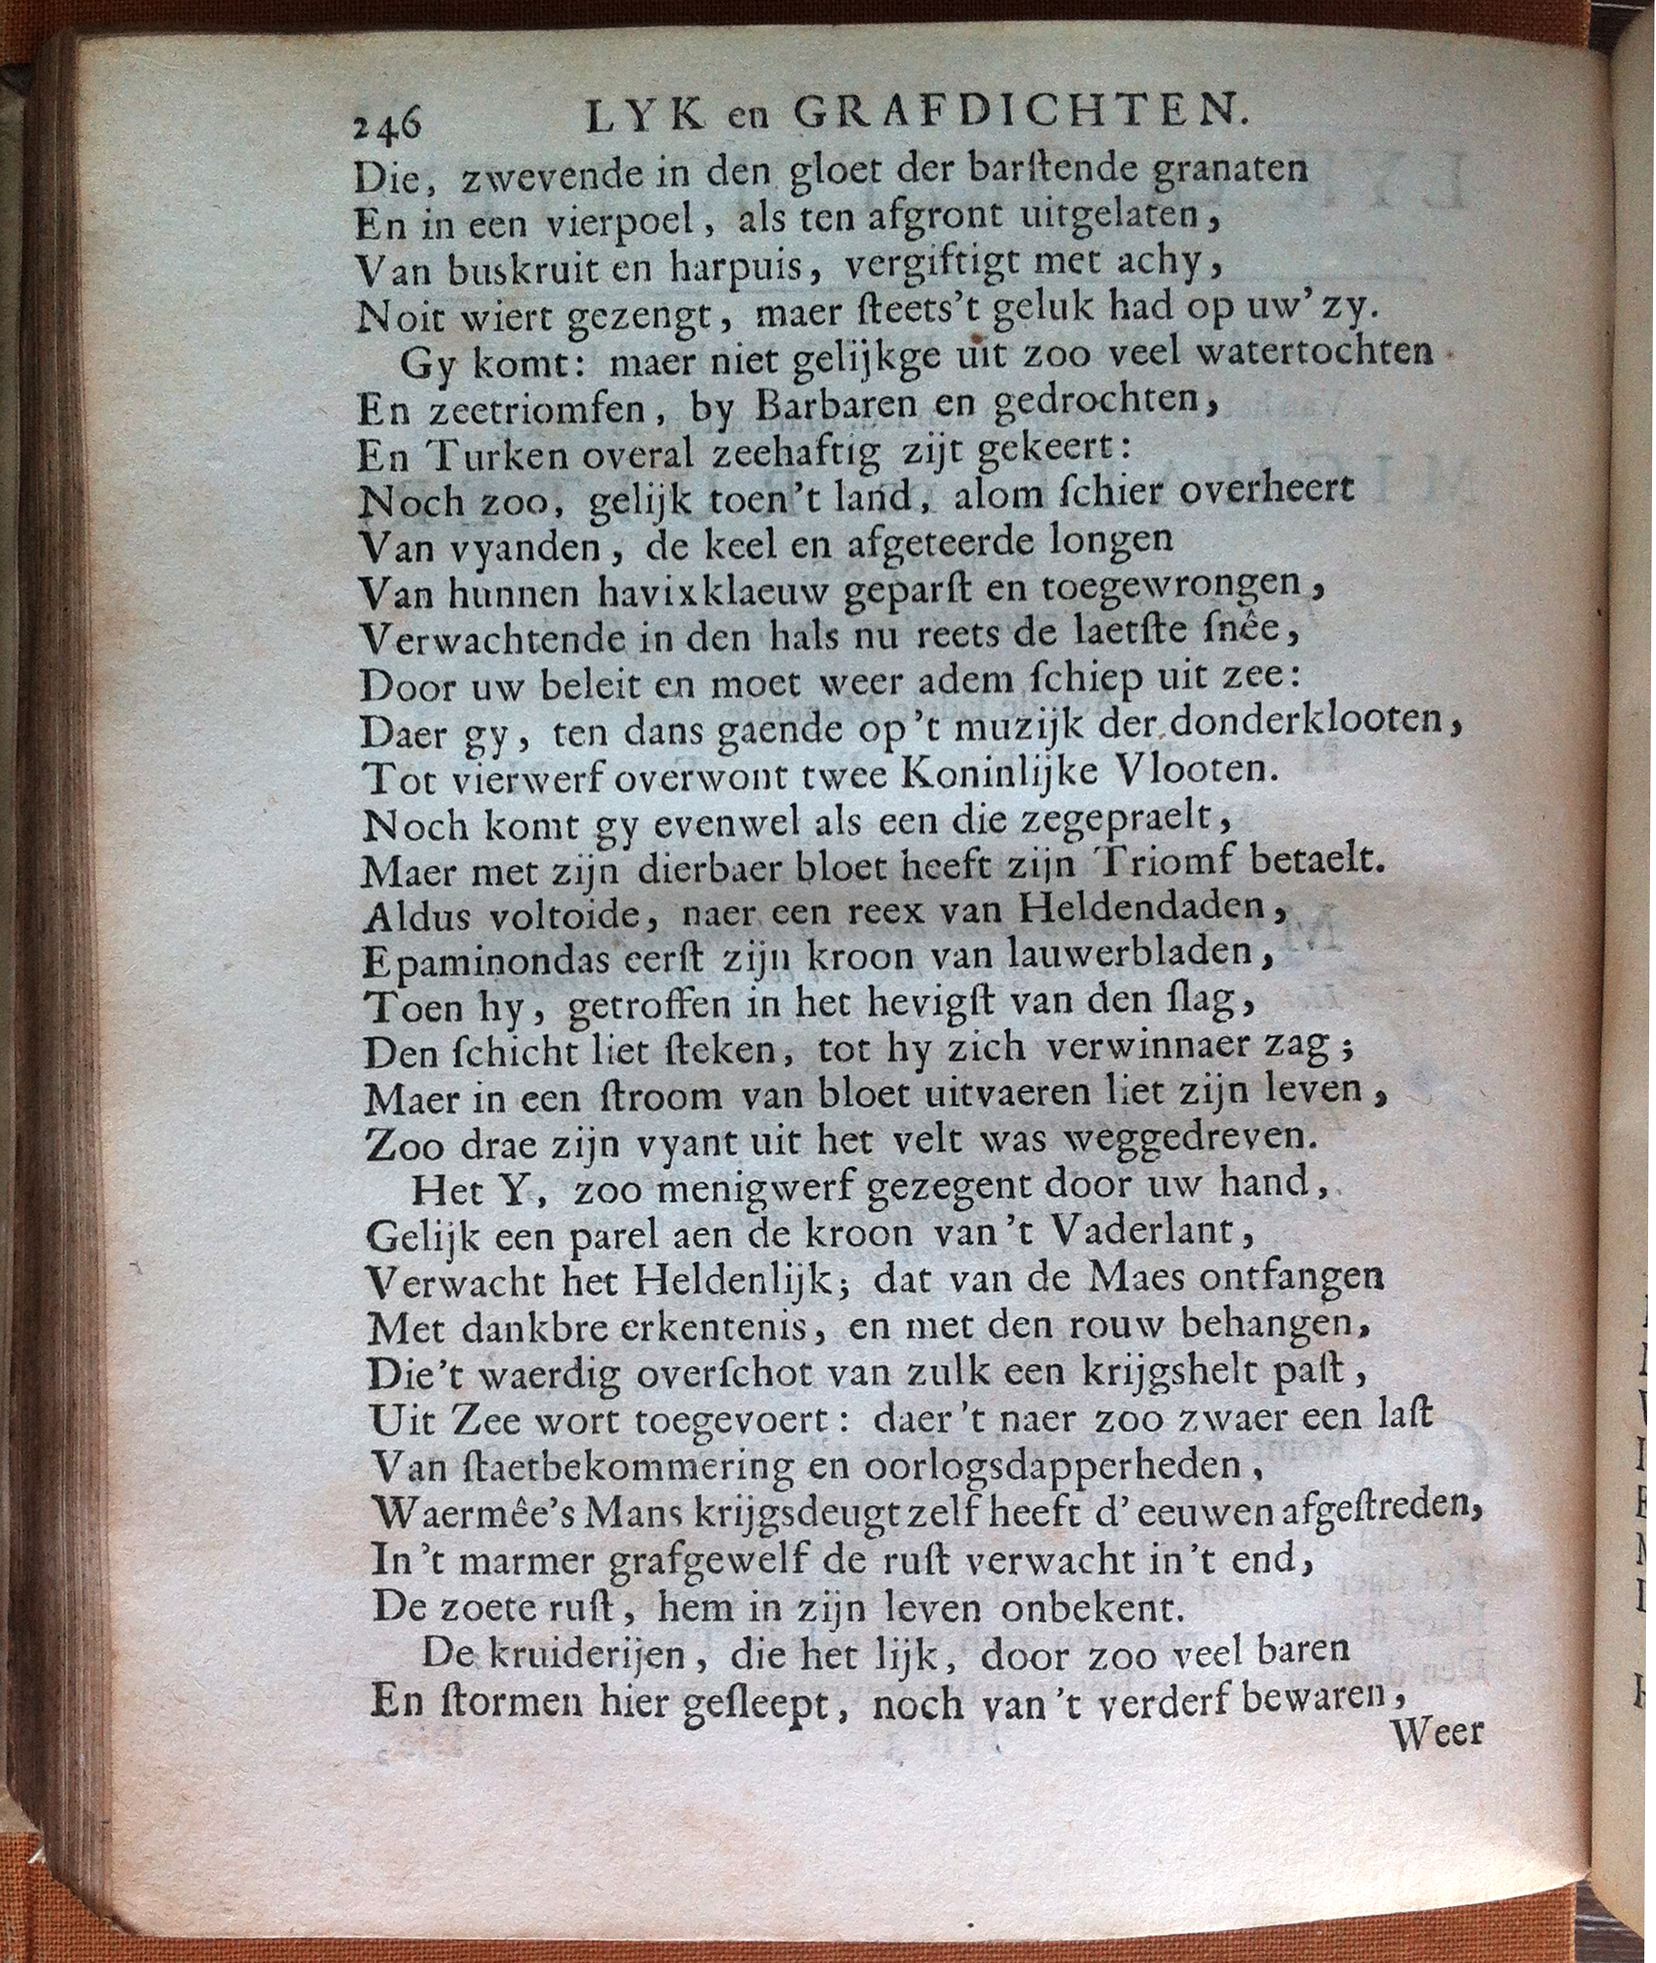 246 LYK en GRAFDICHTEN.
Die, zwevende in den gloet der barſtende granaten
En in een vierpoel, als ten afgront uitgelaten,
Van buskruit en harpuis, vergiftigt met achy,
Noit wiert gezengt, maer ſteets't geluk had op uw' zy.
Gy komt: maer niet gelijkge uit zoo veel watertochten
En zeetriomfen, by Barbaren en gedrochten,
En Turken overal zeehaftig zijt gekeert:
Noch zoo, gelijk toen't land, alom ſchier overheert
Van vyanden, de keel en afgeteerde longen
Van hunnen havixklaeuw geparſt en toegewrongen,
Verwachtende in den hals nu reets de laetſte ſnêe,
Door uw beleit en moet weer adem ſchiep uit zee:
Daer gy, ten dans gaende op't muzijk der donderklooten,
Tot vierwerf overwont twee Koninlijke Vlooten.
Noch komt gy evenwel als een die zegepraelt,
Maer met zijn dierbaer bloet heeft zijn Triomf betaelt.
Aldus voltoide, naer een reex van Heldendaden,
Epaminondas eerſt zijn kroon van lauwerbladen,
Toen hy, getroffen in het hevigſt van den ſlag,
Den ſchicht liet ſteken, tot hy zich verwinnaer zag;
Maer in een ſtroom van bloet uitvaeren liet zijn leven,
Zoo drae zijn vyant uit het velt was weggedreven.
Het Y, zoo menigwerf gezegent door uw hand,
Gelijk een parel aen de kroon van't Vaderlant,
Verwacht het Heldenlijk; dat van de Maes ontfangen
Met dankbre erkentenis, en met den rouw behangen,
Die't waerdig overſchot van zulk een krijgshelt paſt,
Uit Zee wort toegevoert: daer't naer zoo zwaer een laſt
Van ſtaetbekommering en oorlogsdapperheden,
Waermêe's Mans krijgsdeugt zelf heeft d'eeuwen afgeſtreden,
In't marmer grafgewelf de ruſt verwacht in't end,
De zoete ruſt, hem in zijn leven onbekent.
De kruiderijen, die het lijk, door zoo veel baren
En ſtormen hier geſleept, noch van't verderf bewaren,
Weer